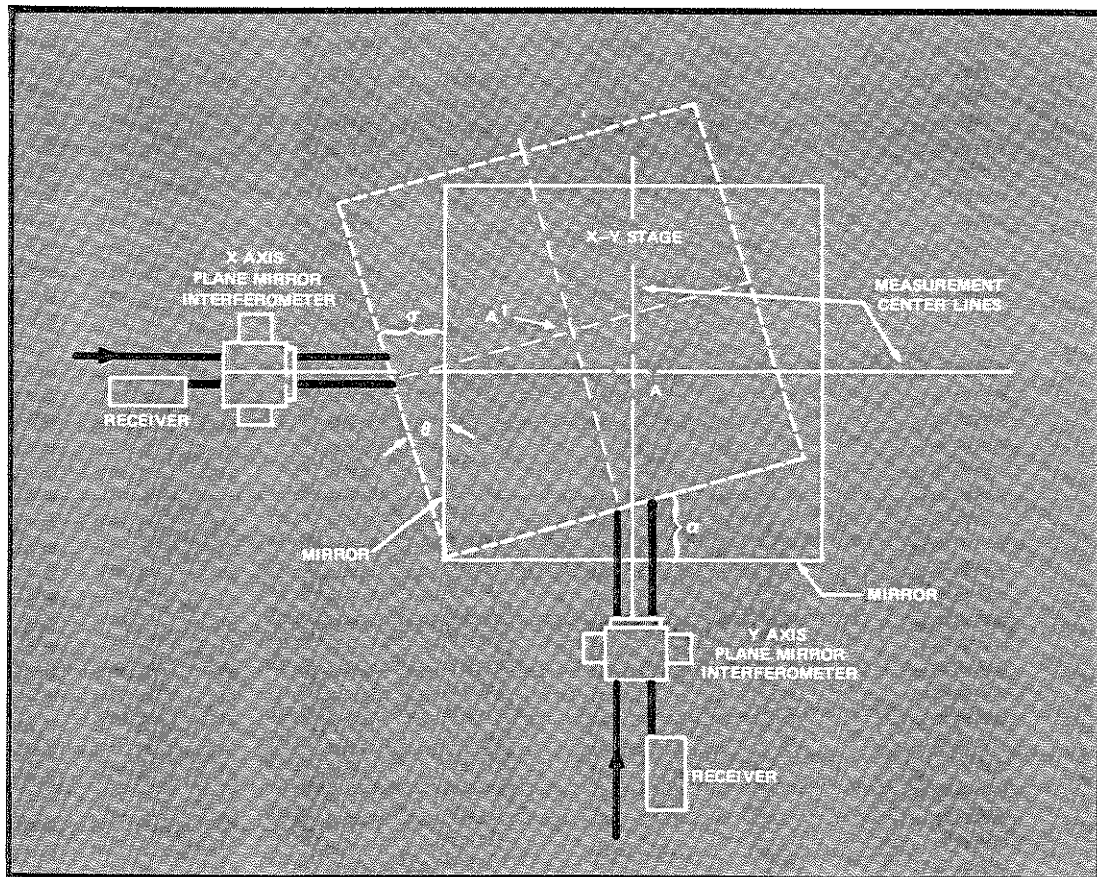 X–Y STAGE
X AXIS
PLANE MIRROR
INTERFEROMETER
MEASUREMENT
CENTER LINES
σ
A'
A
RECEIVER
θ
α
MIRROR
MIRROR
Y AXIS
PLANE MIRROR
INTERFEROMETER
RECEIVER